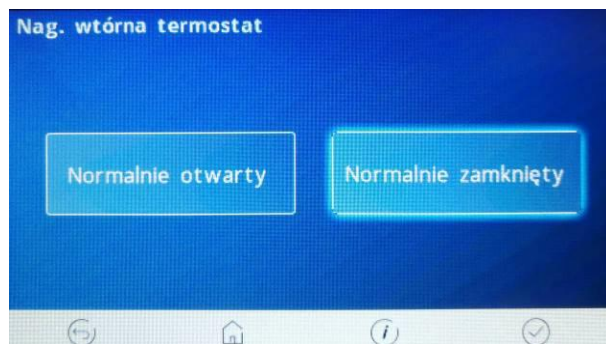 Nag. wtórna termostat
Normalnie otwarty
Normalnie zamknięty